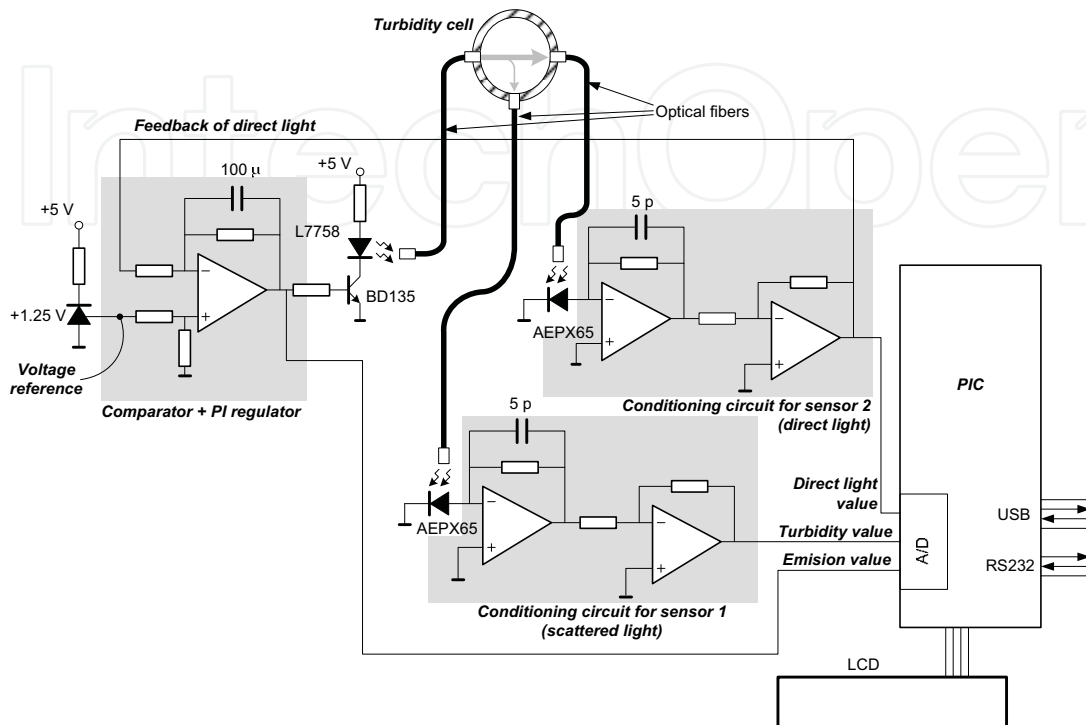 Turbidity cell
IntechOpen
Optical fibers
Feedback of direct light
+5 V
100 µ
+5 V
L7758
5 p
+1.25 V
BD135
AEPX65
Voltage
reference
PIC
Comparator + PI regulator
Conditioning circuit for sensor 2
(direct light)
5 p
Direct light
value
USB
AEPX65
Turbidity value
A/D
Emision value
RS232
Conditioning circuit for sensor 1
(scattered light)
LCD